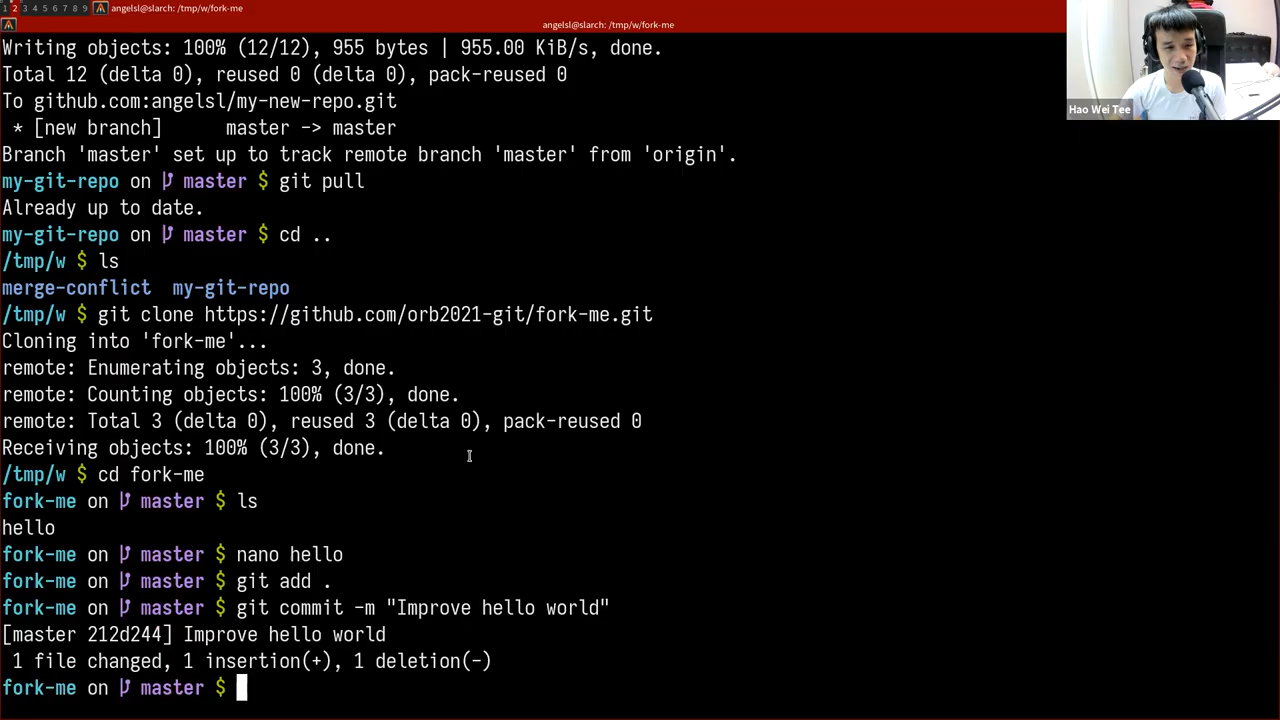 1 2 3 4 5 6 7 8 9 angelsl@slarch: /tmp/w/fork-me
angelsl@slarch: /tmp/w/fork-me
Writing objects: 100% (12/12), 955 bytes | 955.00 KiB/s, done.
Total 12 (delta 0), reused 0 (delta 0), pack-reused 0
To github.com:angelsl/my-new-repo.git
 * [new branch]      master -> master
Branch 'master' set up to track remote branch 'master' from 'origin'.
my-git-repo on master $ git pull
Already up to date.
my-git-repo on master $ cd ..
/tmp/w $ ls
merge-conflict  my-git-repo
/tmp/w $ git clone https://github.com/orb2021-git/fork-me.git
Cloning into 'fork-me'...
remote: Enumerating objects: 3, done.
remote: Counting objects: 100% (3/3), done.
remote: Total 3 (delta 0), reused 3 (delta 0), pack-reused 0
Receiving objects: 100% (3/3), done.
/tmp/w $ cd fork-me
fork-me on master $ ls
hello
fork-me on master $ nano hello
fork-me on master $ git add .
fork-me on master $ git commit -m "Improve hello world"
[master 212d244] Improve hello world
 1 file changed, 1 insertion(+), 1 deletion(-)
fork-me on master $
Hao Wei Tee